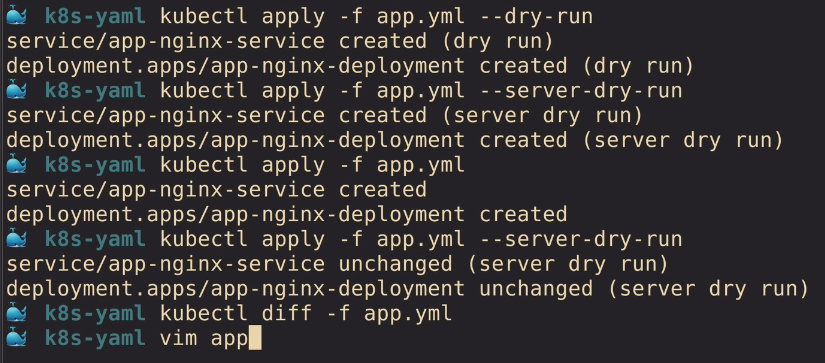 k8s-yaml kubectl apply -f app.yml --dry-run
service/app-nginx-service created (dry run)
deployment.apps/app-nginx-deployment created (dry run)
k8s-yaml kubectl apply -f app.yml --server-dry-run
service/app-nginx-service created (server dry run)
deployment.apps/app-nginx-deployment created (server dry run)
k8s-yaml kubectl apply -f app.yml
service/app-nginx-service created
deployment.apps/app-nginx-deployment created
k8s-yaml kubectl apply -f app.yml --server-dry-run
service/app-nginx-service unchanged (server dry run)
deployment.apps/app-nginx-deployment unchanged (server dry run)
k8s-yaml kubectl diff -f app.yml
k8s-yaml vim app